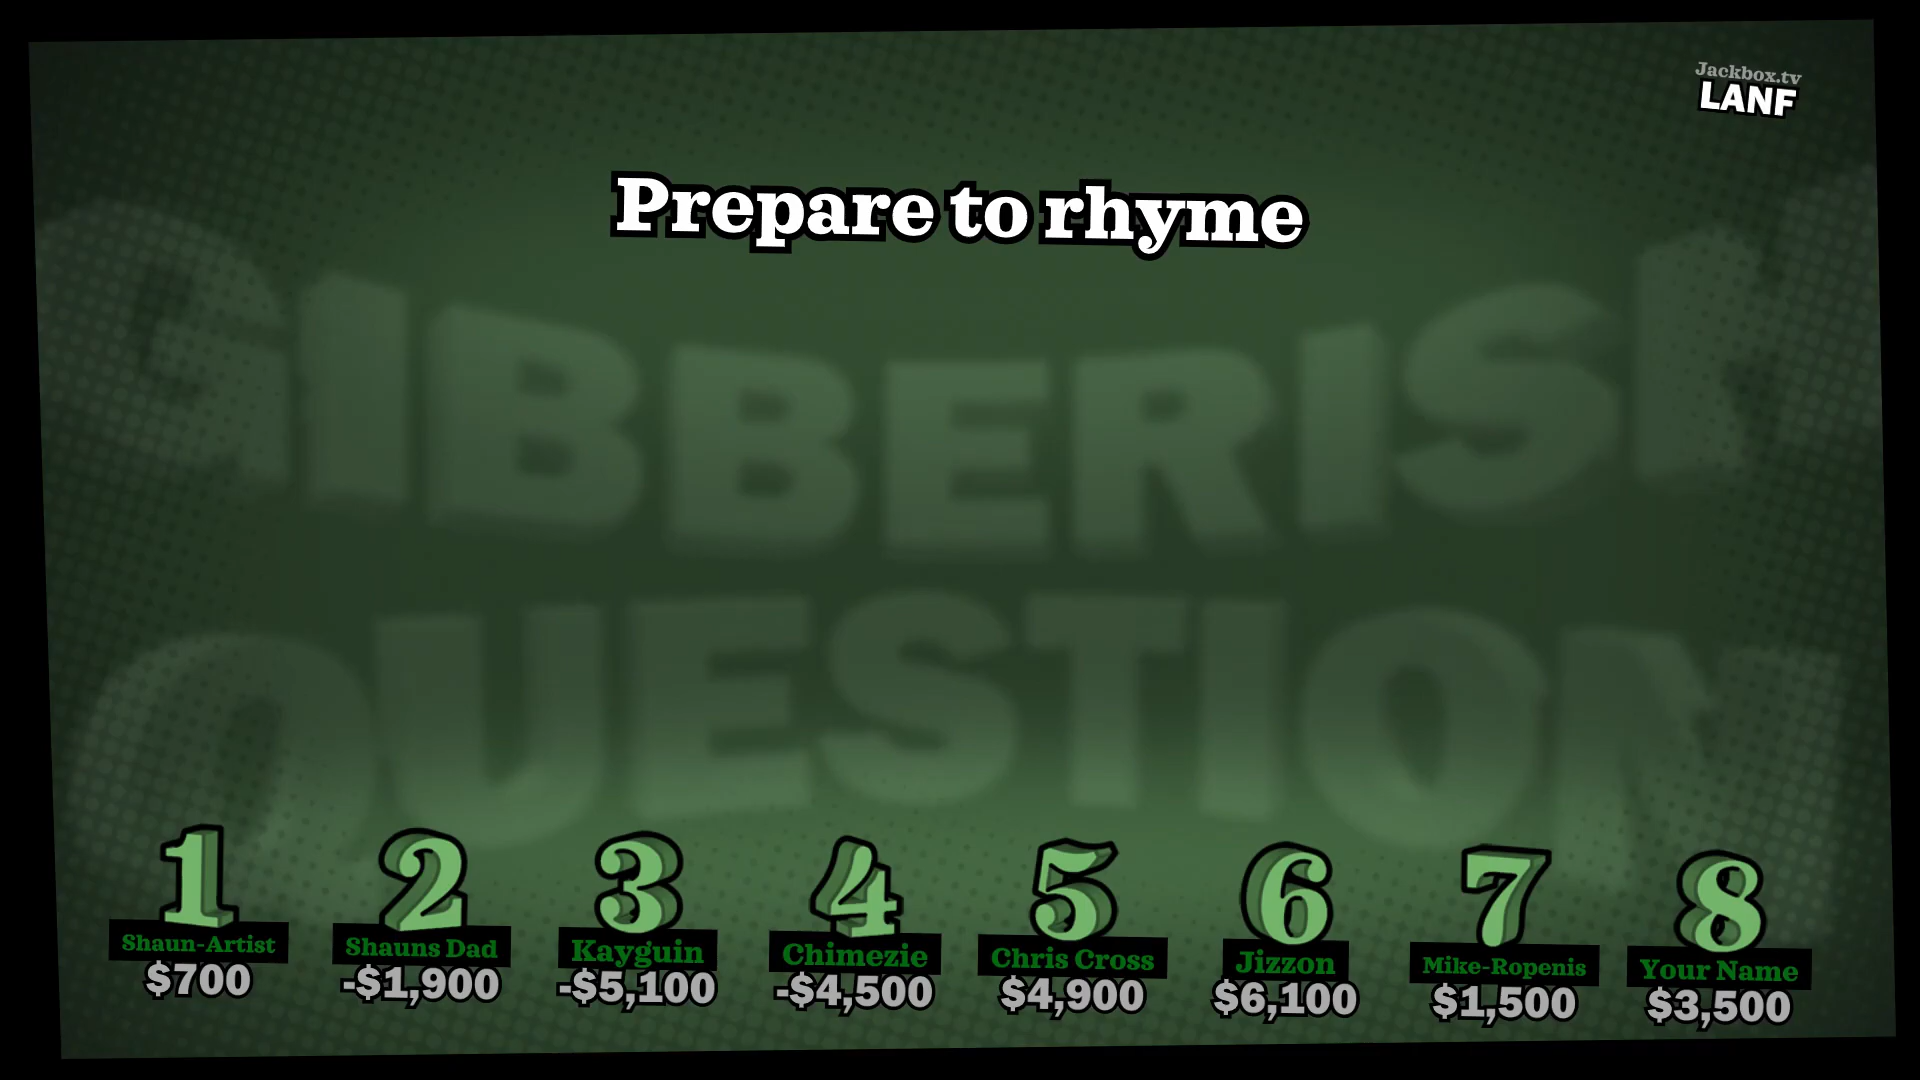 Jackbox.tv
LANF
Prepare to rhyme
GIBBERISH
QUESTION
1 2 3 4 5 6 7 8
Shaun-Artist Shauns Dad Kayguin Chimezie Chris Cross Jizzon Mike-Ropenis Your Name
$700 -$1,900 -$5,100 -$4,500 $4,900 $6,100 $1,500 $3,500